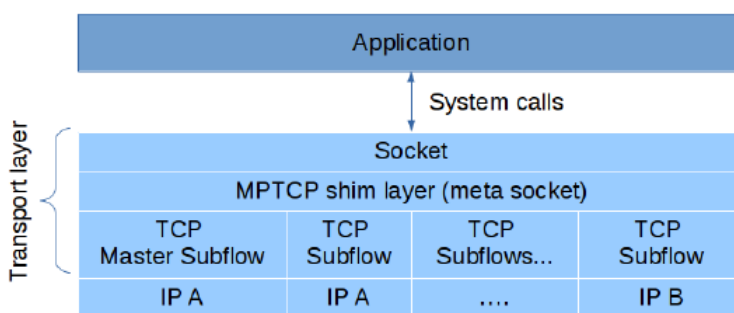 Application
System calls
Transport layer
Socket
MPTCP shim layer (meta socket)
TCP
Master Subflow
TCP
Subflow
TCP
Subflows...
TCP
Subflow
IP A
IP A
....
IP B